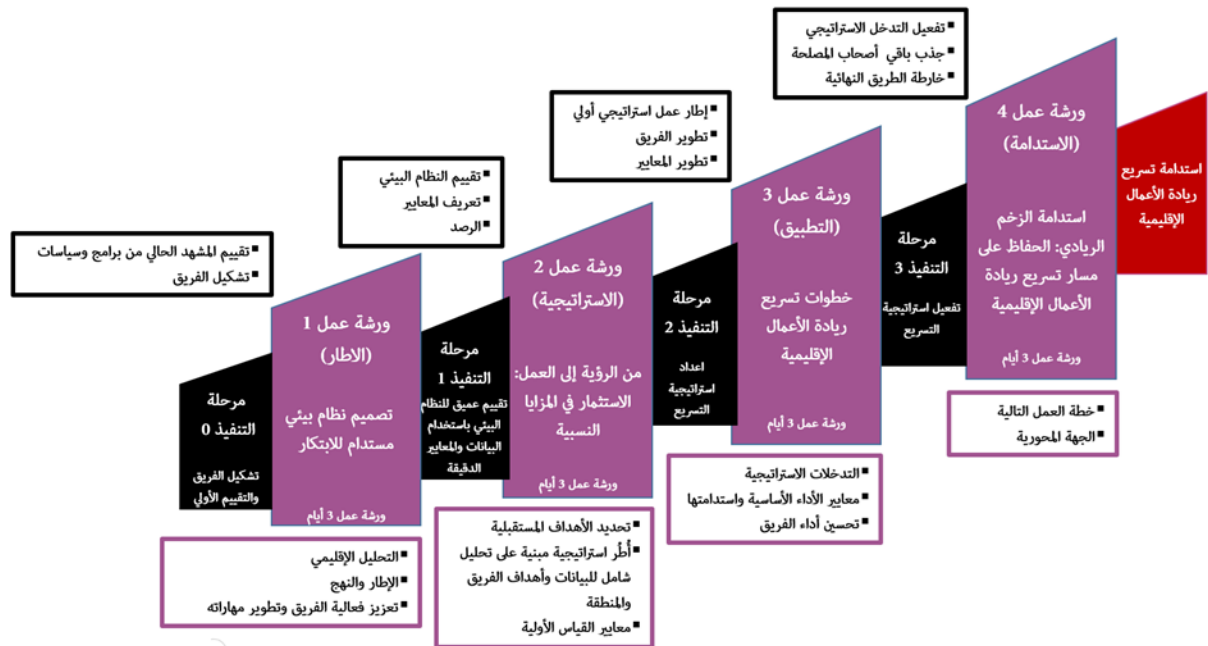 تقييم المشهد الحالي من برامج وسياسات
تشكيل الفريق
مرحلة
التنفيذ 0
تشكيل الفريق
والتقييم الأولي
ورشة عمل 1
(الاطار)
تصميم نظام بيئي
مستدام للابتكار
ورشة عمل 3 أيام
التحليل الإقليمي
الإطار والنهج
تعزيز فعالية الفريق وتطوير مهاراته
تقييم النظام البيئي
تعريف المعايير
الرصد
مرحلة
التنفيذ 1
تقييم عميق للنظام
البيئي باستخدام
البيانات والمعايير
الدقيقة
ورشة عمل 2
(الاستراتيجية)
من الرؤية إلى العمل:
الاستثمار في المزايا
النسبية
ورشة عمل 3 أيام
تحديد الأهداف المستقبلية
أُطُر استراتيجية مبنية على تحليل
شامل للبيانات وأهداف الفريق
والمنطقة
معايير القياس الأولية
إطار عمل استراتيجي أولي
تطوير الفريق
تطوير المعايير
مرحلة
التنفيذ 2
اعداد
استراتيجية
التسريع
ورشة عمل 3
(التطبيق)
خطوات تسريع
ريادة الأعمال
الإقليمية
ورشة عمل 3 أيام
التدخلات الاستراتيجية
معايير الأداء الأساسية واستدامتها
تحسين أداء الفريق
تفعيل التدخل الاستراتيجي
جذب باقي أصحاب المصلحة
خارطة الطريق النهائية
مرحلة
التنفيذ 3
تفعيل استراتيجية
التسريع
ورشة عمل 4
(الاستدامة)
استدامة الزخم
الريادي: الحفاظ على
مسار تسريع ريادة
الأعمال الإقليمية
ورشة عمل 3 أيام
خطة العمل التالية
الجهة المحورية
استدامة تسريع
ريادة
الأعمال
الإقليمية